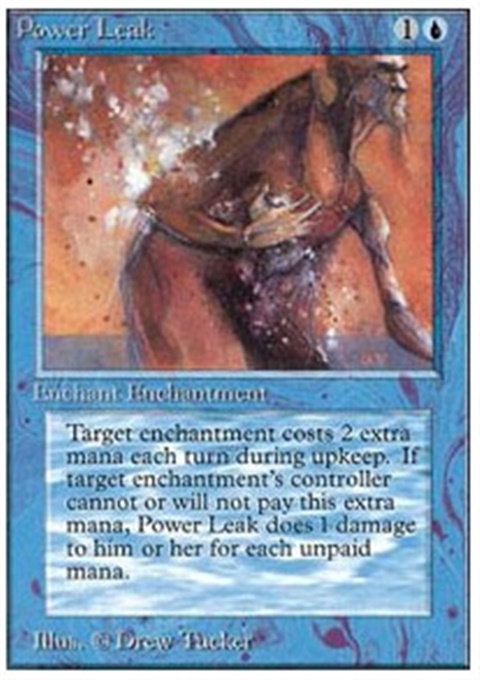 Power Leak 1
Enchant Enchantment
Target enchantment costs 2 extra
mana each turn during upkeep. If
target enchantment's controller
cannot or will not pay this extra
mana, Power Leak does 1 damage
to him or her for each unpaid
mana.
Illus. © Drew Tucker